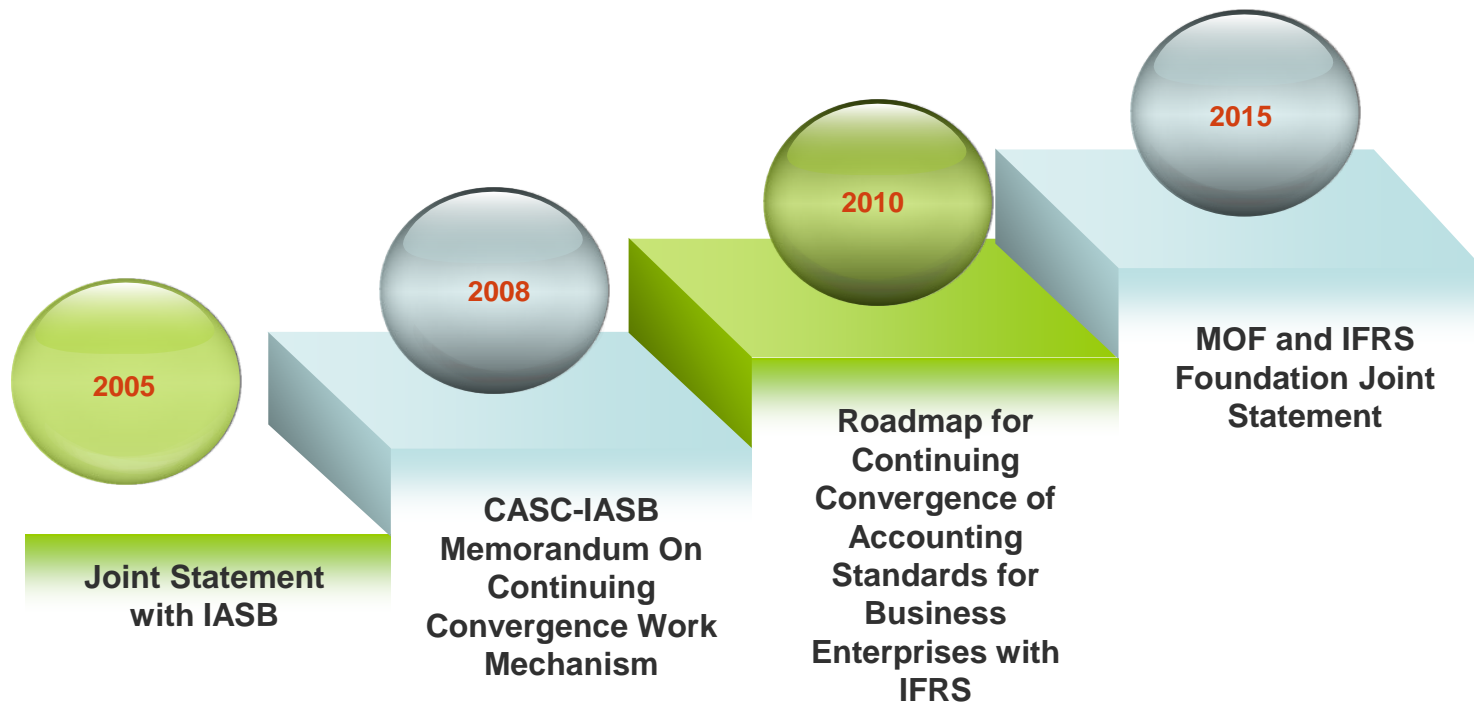 2005
Joint Statement
with IASB
2008
CASC-IASB
Memorandum On
Continuing
Convergence Work
Mechanism
2010
Roadmap for
Continuing
Convergence of
Accounting
Standards for
Business
Enterprises with
IFRS
2015
MOF and IFRS
Foundation Joint
Statement